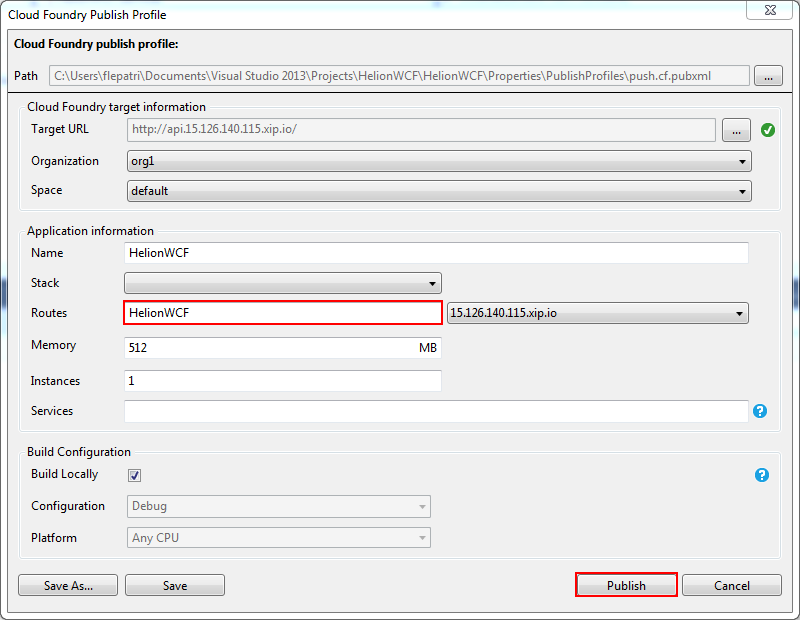 Cloud Foundry Publish Profile
Cloud Foundry publish profile:
Path C:\Users\flepatri\Documents\Visual Studio 2013\Projects\HelionWCF\HelionWCF\Properties\PublishProfiles\push.cf.pubxml ...
Cloud Foundry target information
Target URL http://api.15.126.140.115.xip.io/ ...
Organization org1
Space default
Application information
Name HelionWCF
Stack
Routes HelionWCF 15.126.140.115.xip.io
Memory 512 MB
Instances 1
Services ?
Build Configuration
Build Locally ?
Configuration Debug
Platform Any CPU
Save As... Save Publish Cancel